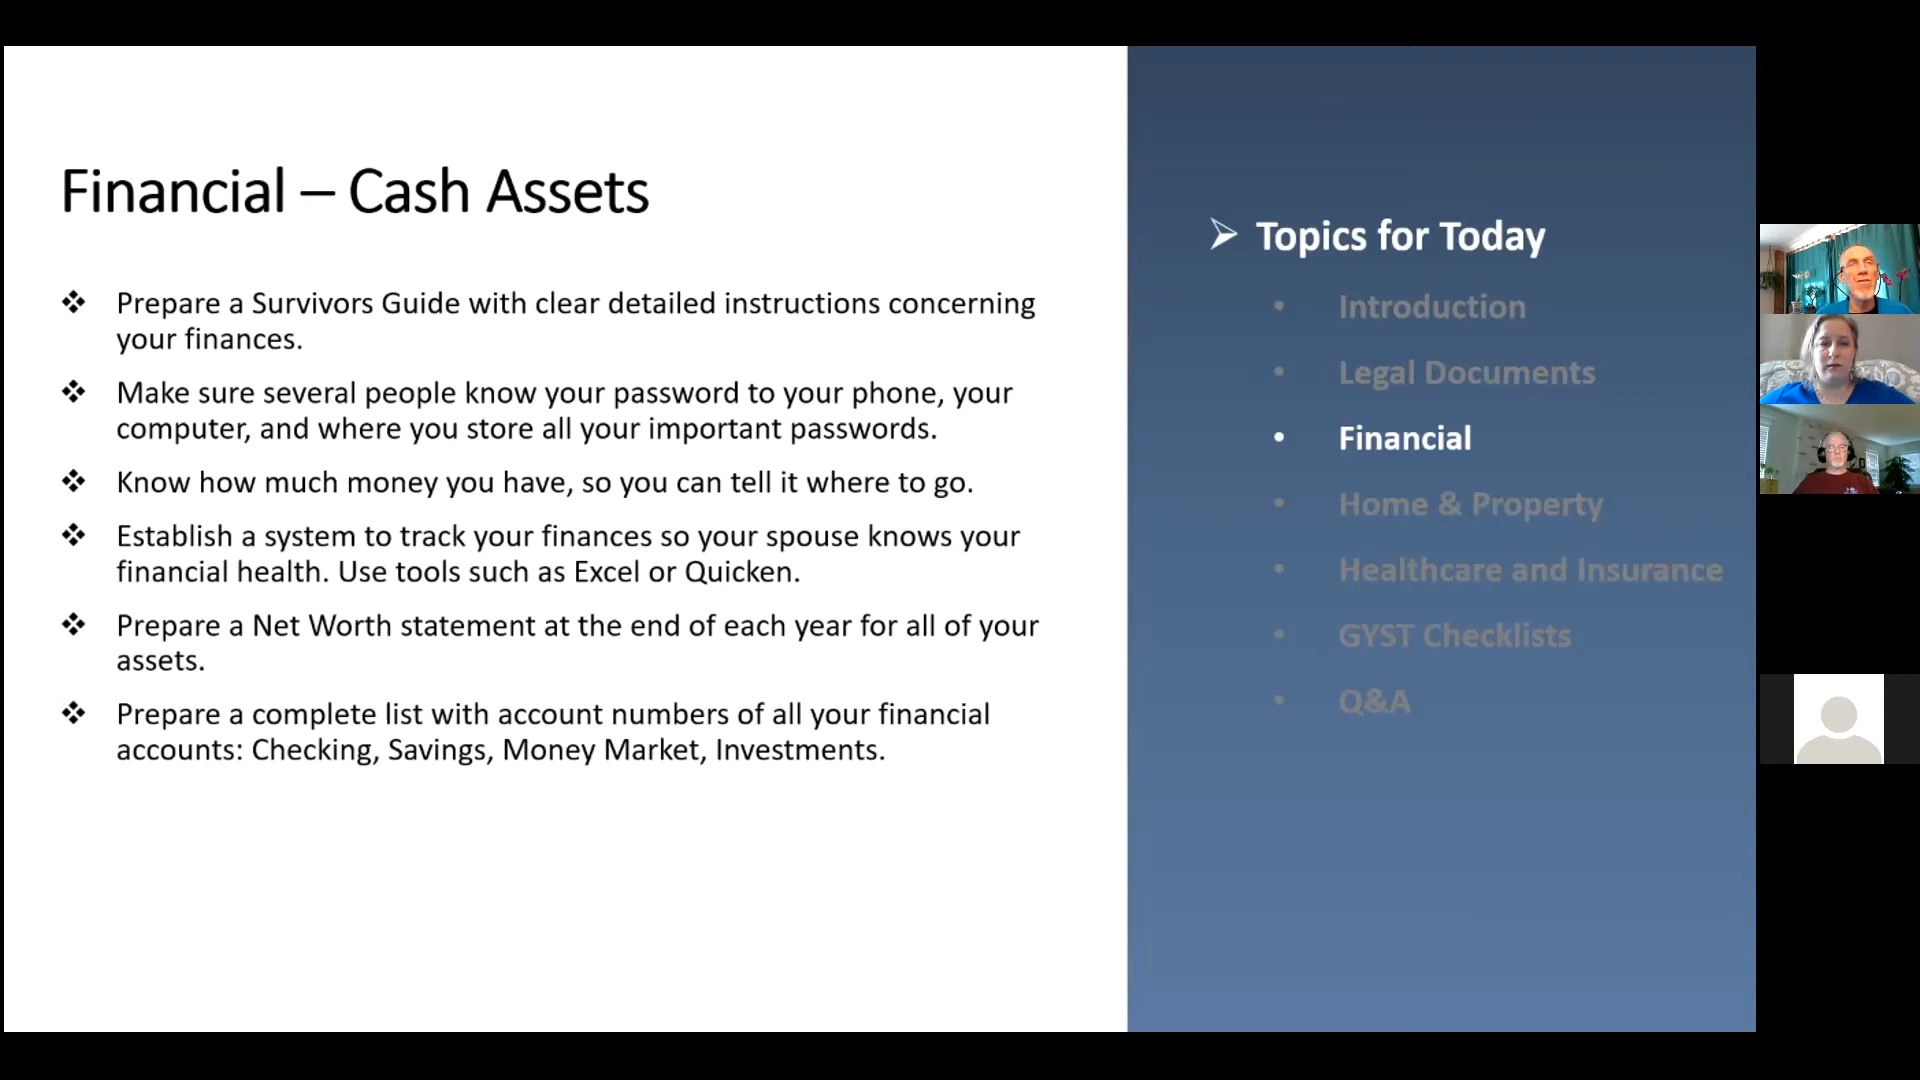 Financial – Cash Assets
❖ Prepare a Survivors Guide with clear detailed instructions concerning
your finances.
❖ Make sure several people know your password to your phone, your
computer, and where you store all your important passwords.
❖ Know how much money you have, so you can tell it where to go.
❖ Establish a system to track your finances so your spouse knows your
financial health. Use tools such as Excel or Quicken.
❖ Prepare a Net Worth statement at the end of each year for all of your
assets.
❖ Prepare a complete list with account numbers of all your financial
accounts: Checking, Savings, Money Market, Investments.
➢ Topics for Today
• Introduction
• Legal Documents
• Financial
• Home & Property
• Healthcare and Insurance
• GYST Checklists
• Q&A